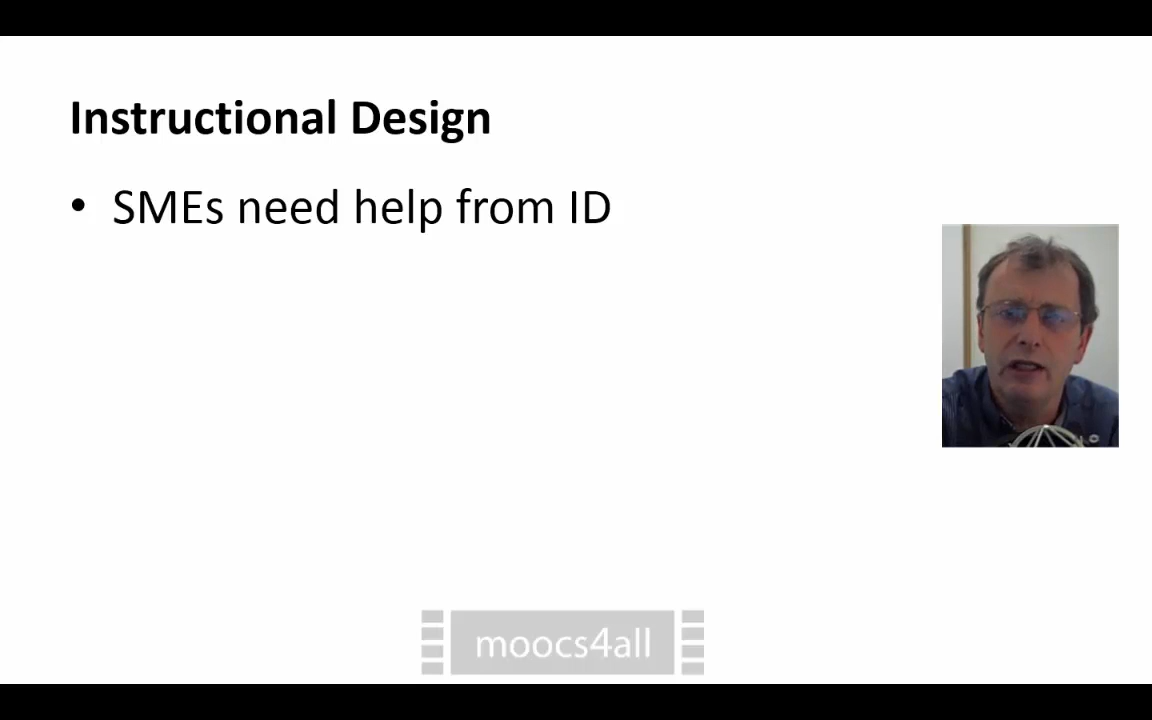 Instructional Design
• SMEs need help from ID
moocs4all